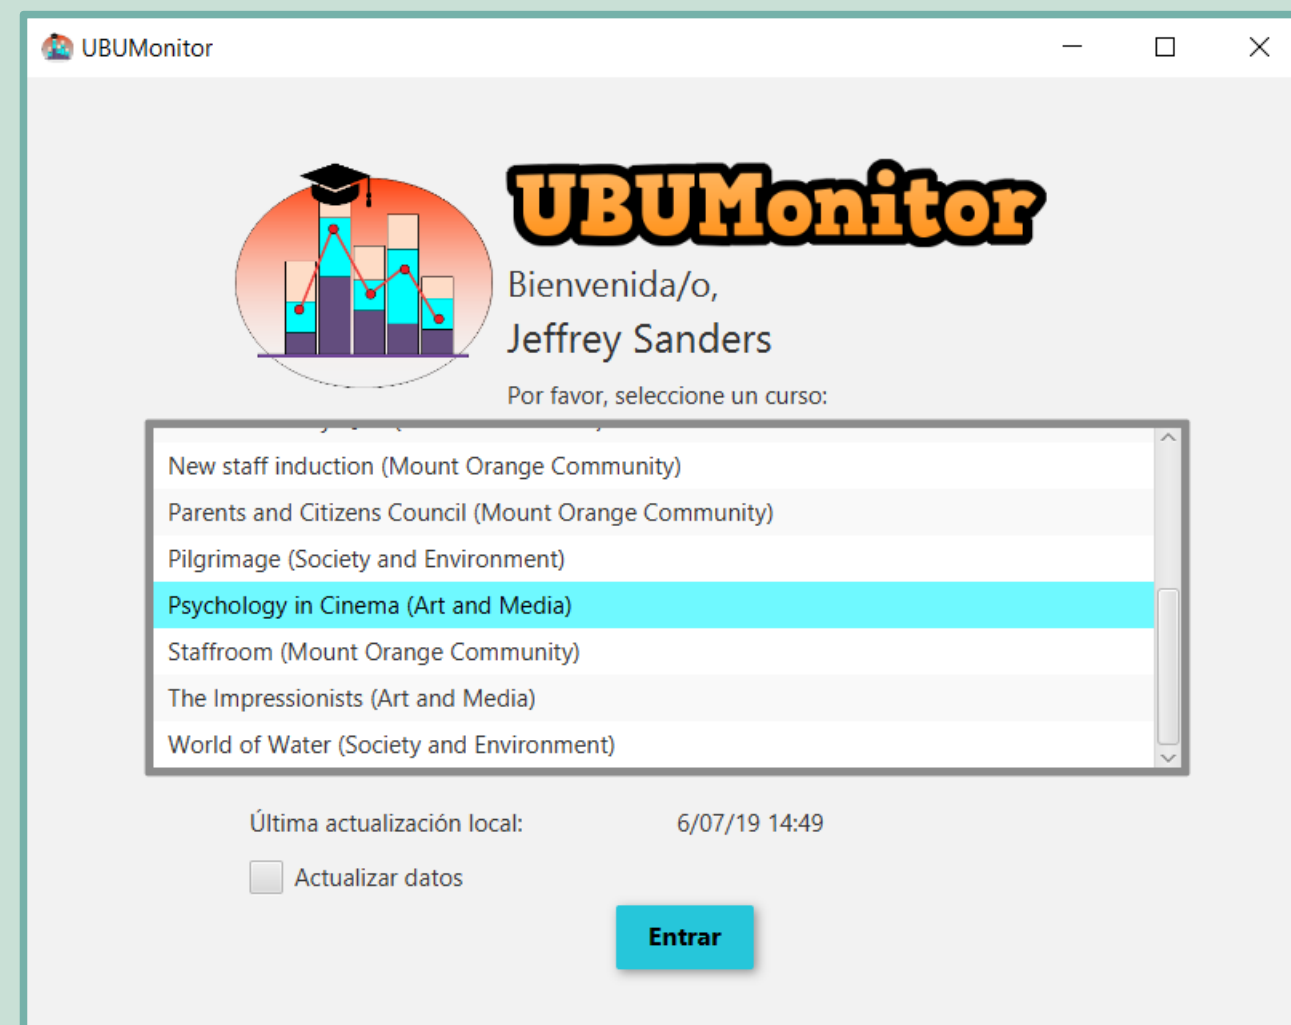 UBUMonitor
UBUMonitor
Bienvenida/o,
Jeffrey Sanders
Por favor, seleccione un curso:
New staff induction (Mount Orange Community)
Parents and Citizens Council (Mount Orange Community)
Pilgrimage (Society and Environment)
Psychology in Cinema (Art and Media)
Staffroom (Mount Orange Community)
The Impressionists (Art and Media)
World of Water (Society and Environment)
Última actualización local: 6/07/19 14:49
Actualizar datos
Entrar